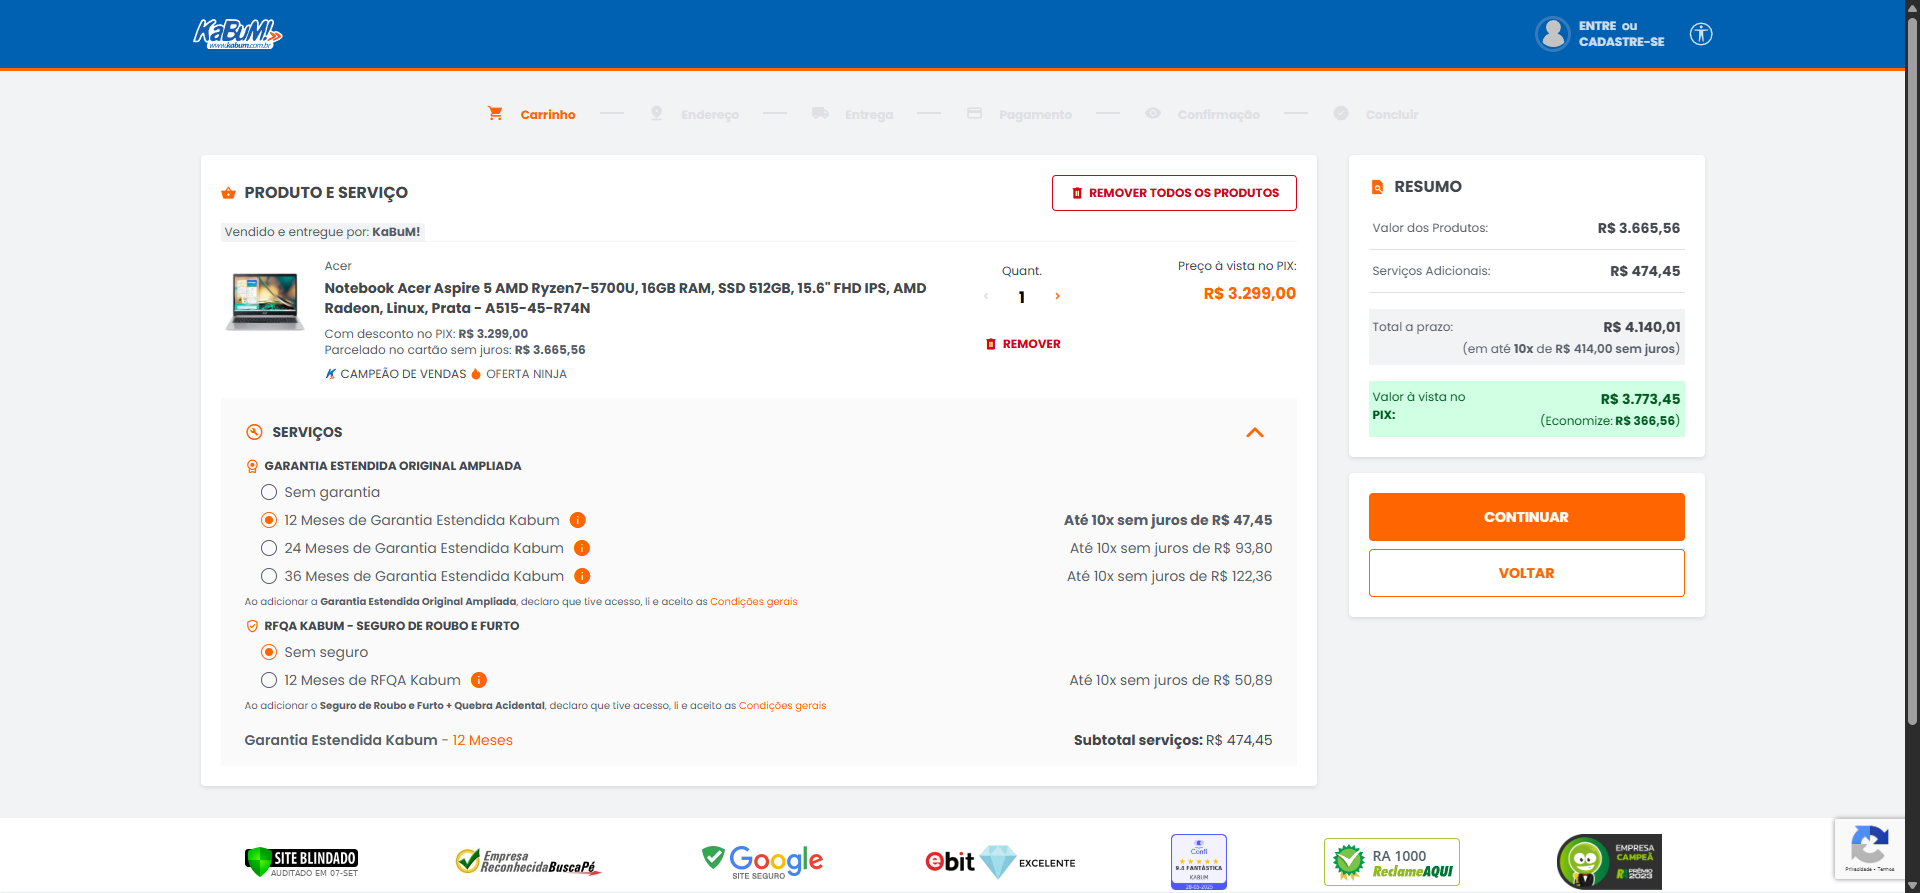 KaBuM!
www.kabum.com.br
ENTRE ou
CADASTRE-SE
Carrinho
Endereço
Entrega
Pagamento
Confirmação
Concluir
PRODUTO E SERVIÇO
REMOVER TODOS OS PRODUTOS
Vendido e entregue por: KaBuM!
Acer
Notebook Acer Aspire 5 AMD Ryzen7-5700U, 16GB RAM, SSD 512GB, 15.6" FHD IPS, AMD
Radeon, Linux, Prata - A515-45-R74N
Com desconto no PIX: R$ 3.299,00
Parcelado no cartão sem juros: R$ 3.665,56
CAMPEÃO DE VENDAS OFERTA NINJA
Quant.
1
REMOVER
Preço à vista no PIX:
R$ 3.299,00
SERVIÇOS
GARANTIA ESTENDIDA ORIGINAL AMPLIADA
Sem garantia
12 Meses de Garantia Estendida Kabum i Até 10x sem juros de R$ 47,45
24 Meses de Garantia Estendida Kabum i Até 10x sem juros de R$ 93,80
36 Meses de Garantia Estendida Kabum i Até 10x sem juros de R$ 122,36
Ao adicionar a Garantia Estendida Original Ampliada, declaro que tive acesso, li e aceito as Condições gerais
RFQA KABUM - SEGURO DE ROUBO E FURTO
Sem seguro
12 Meses de RFQA Kabum i Até 10x sem juros de R$ 50,89
Ao adicionar o Seguro de Roubo e Furto + Quebra Acidental, declaro que tive acesso, li e aceito as Condições gerais
Garantia Estendida Kabum - 12 Meses Subtotal serviços: R$ 474,45
RESUMO
Valor dos Produtos: R$ 3.665,56
Serviços Adicionais: R$ 474,45
Total a prazo: R$ 4.140,01
(em até 10x de R$ 414,00 sem juros)
Valor à vista no PIX: R$ 3.773,45
(Economize: R$ 366,56)
CONTINUAR
VOLTAR
SITE BLINDADO
AUDITADO EM 07-SET
Empresa
ReconhecidaBuscaPé
Google
SITE SEGURO
ebit EXCELENTE
Confi
9.4 FANTÁSTICA
KABUM
28-03-2025
RA 1000
ReclameAQUI
EMPRESA
CAMPEÃ
PRÊMIO
2023
Privacidade - Termos